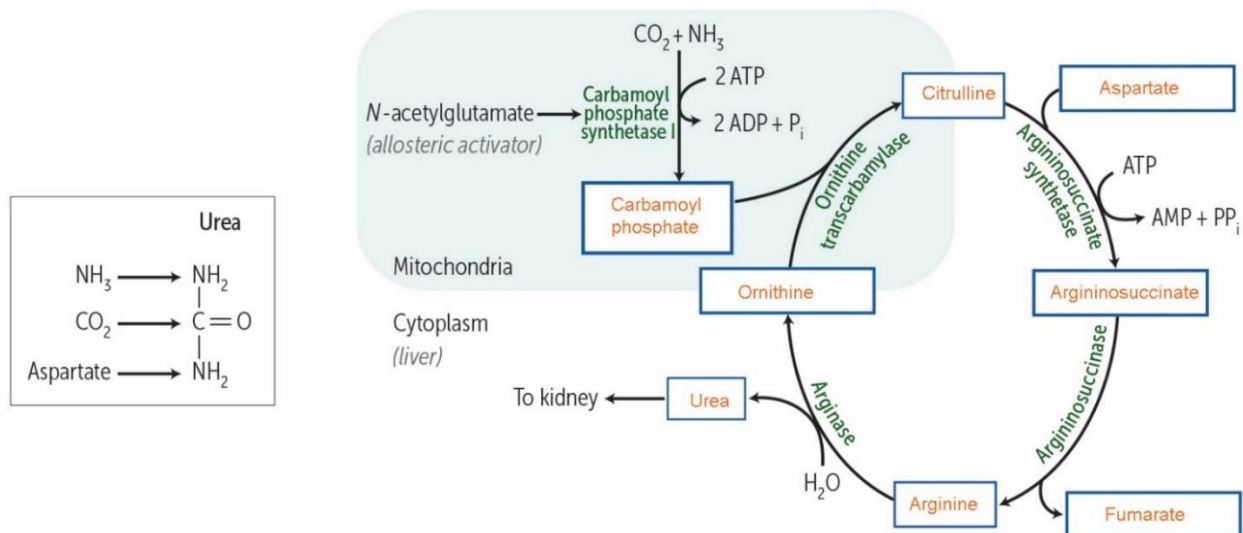 Urea
NH₃
NH₂
CO₂
C = O
Aspartate
NH₂
CO₂ + NH₃
2 ATP
N-acetylglutamate
(allosteric activator)
Carbamoyl
phosphate
synthetase I
2 ADP + Pᵢ
Carbamoyl
phosphate
Mitochondria
Cytoplasm
(liver)
Ornithine
transcarbamylase
Citrulline
Aspartate
Argininosuccinate
synthetase
ATP
AMP + PPᵢ
Ornithine
Argininosuccinate
Argininosuccinase
To kidney
Urea
Arginase
H₂O
Arginine
Fumarate